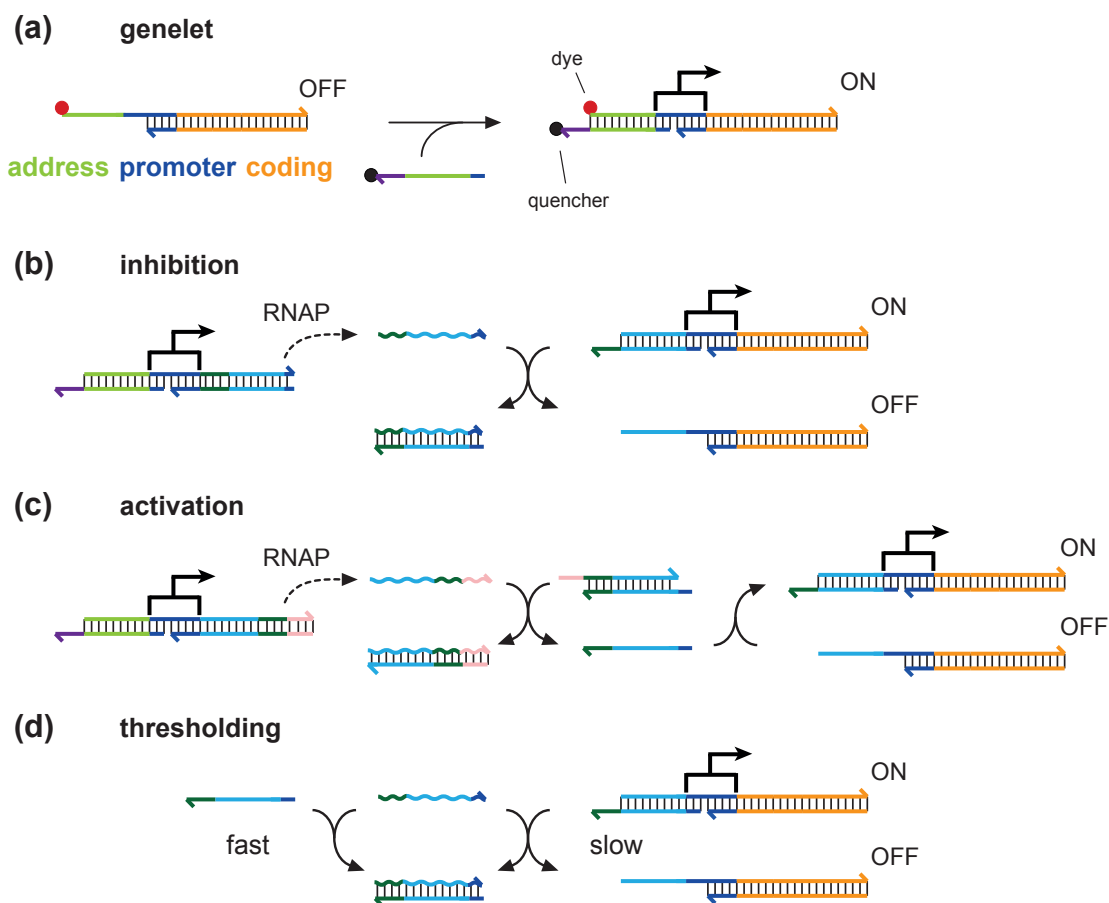 (a) genelet
dye
OFF
ON
address promoter coding
quencher
(b) inhibition
RNAP
ON
OFF
(c) activation
RNAP
ON
OFF
(d) thresholding
ON
fast
slow
OFF